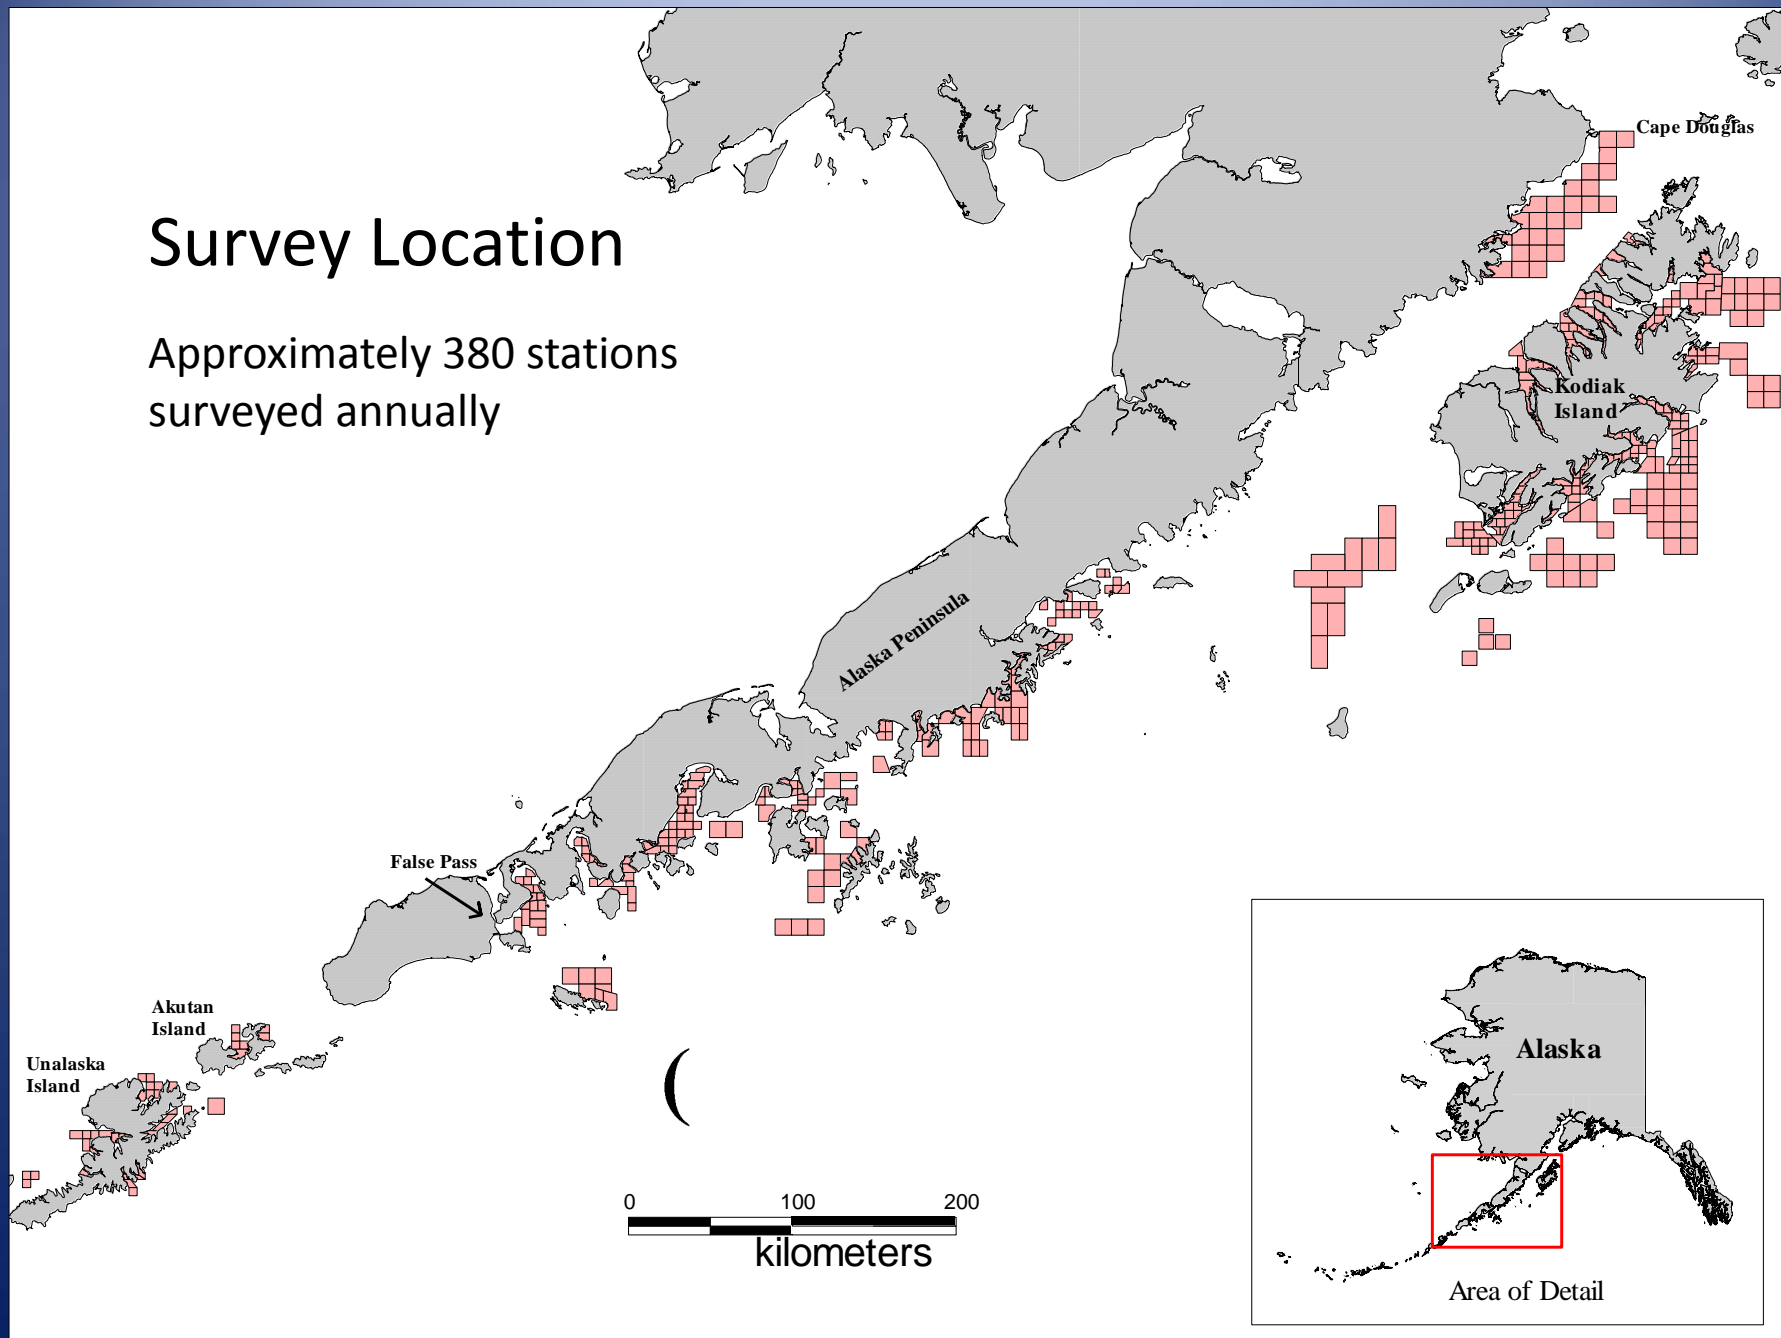 Survey Location
Approximately 380 stations
surveyed annually
Cape Douglas
Kodiak
Island
Alaska Peninsula
False Pass
Akutan
Island
Unalaska
Island
0 100 200
kilometers
Alaska
Area of Detail